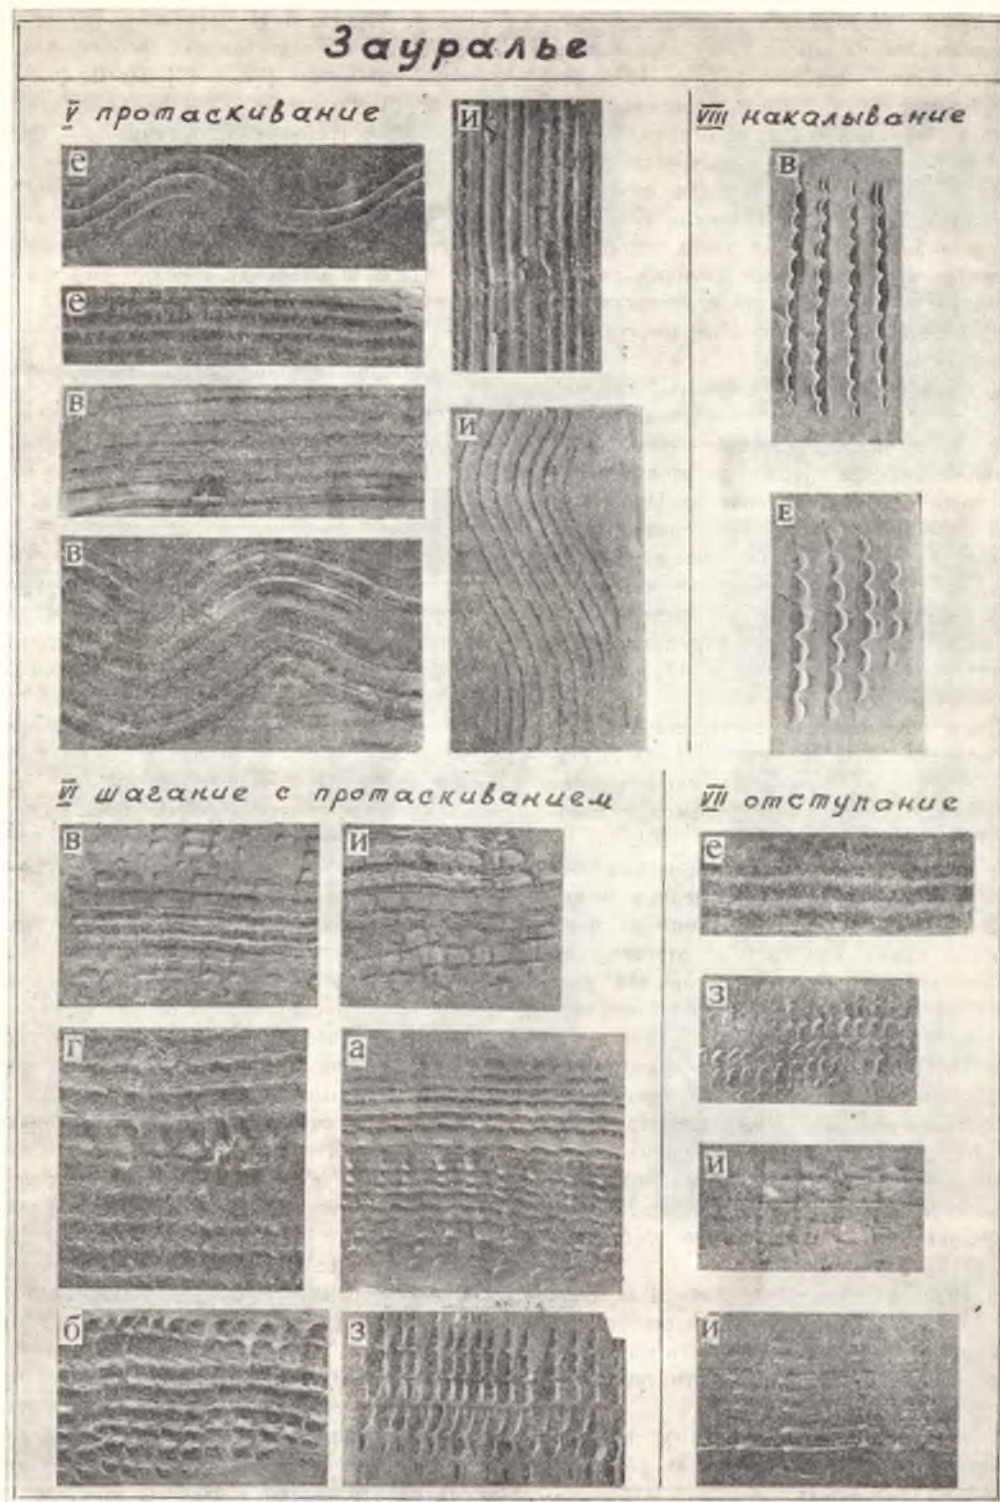 Зауралье
V протаскивание
е
е
в
в
и
и
VIII накалывание
в
Е
VI шагание с протаскиванием
в
и
г
а
б
з
VII отступание
е
з
и
и